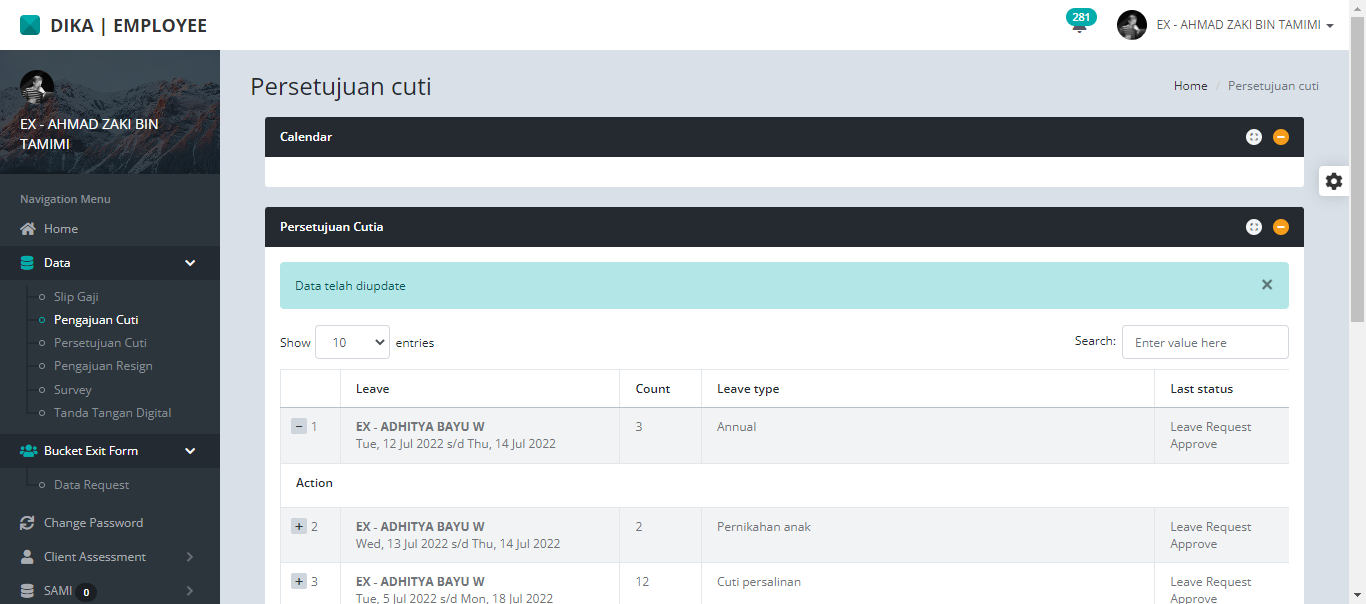 DIKA | EMPLOYEE
281
EX - AHMAD ZAKI BIN TAMIMI
EX - AHMAD ZAKI BIN
TAMIMI
Navigation Menu
Home
Data
Slip Gaji
Pengajuan Cuti
Persetujuan Cuti
Pengajuan Resign
Survey
Tanda Tangan Digital
Bucket Exit Form
Data Request
Change Password
Client Assessment
SAMI 0
Persetujuan cuti
Home / Persetujuan cuti
Calendar
Persetujuan Cutia
Data telah diupdate ×
Show 10 entries
Search: Enter value here
Leave Count Leave type Last status
1 EX - ADHITYA BAYU W 3 Annual Leave Request
Tue, 12 Jul 2022 s/d Thu, 14 Jul 2022 Approve
Action
2 EX - ADHITYA BAYU W 2 Pernikahan anak Leave Request
Wed, 13 Jul 2022 s/d Thu, 14 Jul 2022 Approve
3 EX - ADHITYA BAYU W 12 Cuti persalinan Leave Request
Tue, 5 Jul 2022 s/d Mon, 18 Jul 2022 Approve